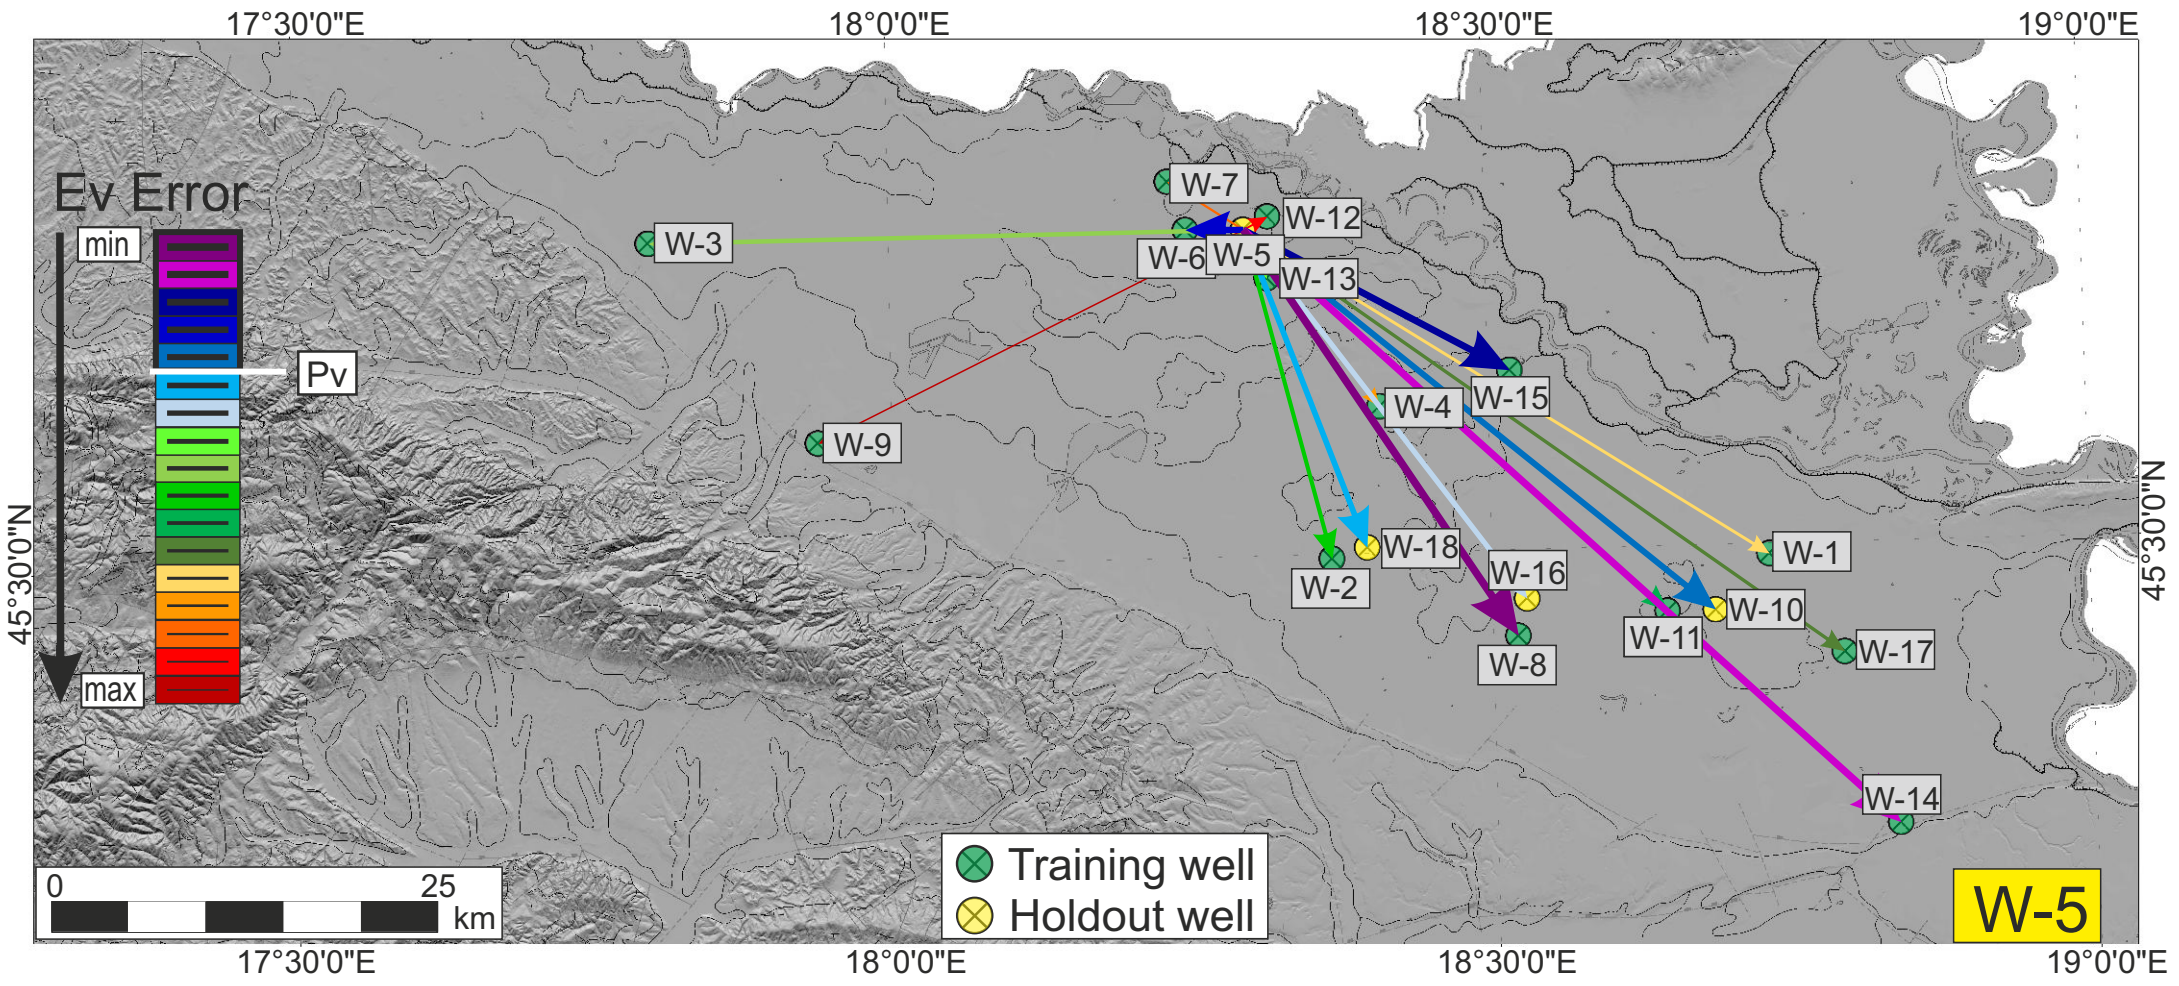 17°30'0"E 18°0'0"E 18°30'0"E 19°0'0"E
Ev Error
min
Pv
max
W-7
W-12
W-3
W-6
W-5
W-13
W-15
W-4
W-9
W-18
W-1
W-2
W-16
W-10
W-11
W-17
W-8
W-14
45°30'0"N
45°30'0"N
0 25
km
Training well
Holdout well
W-5
17°30'0"E 18°0'0"E 18°30'0"E 19°0'0"E